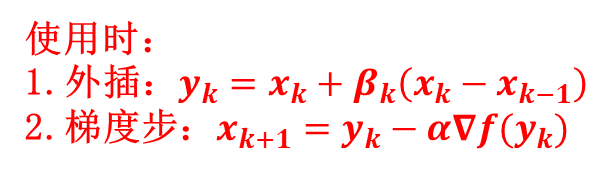 使用时：
1. 外插：yₖ = xₖ + βₖ(xₖ − xₖ₋₁)
2. 梯度步：xₖ₊₁ = yₖ − α∇f(yₖ)